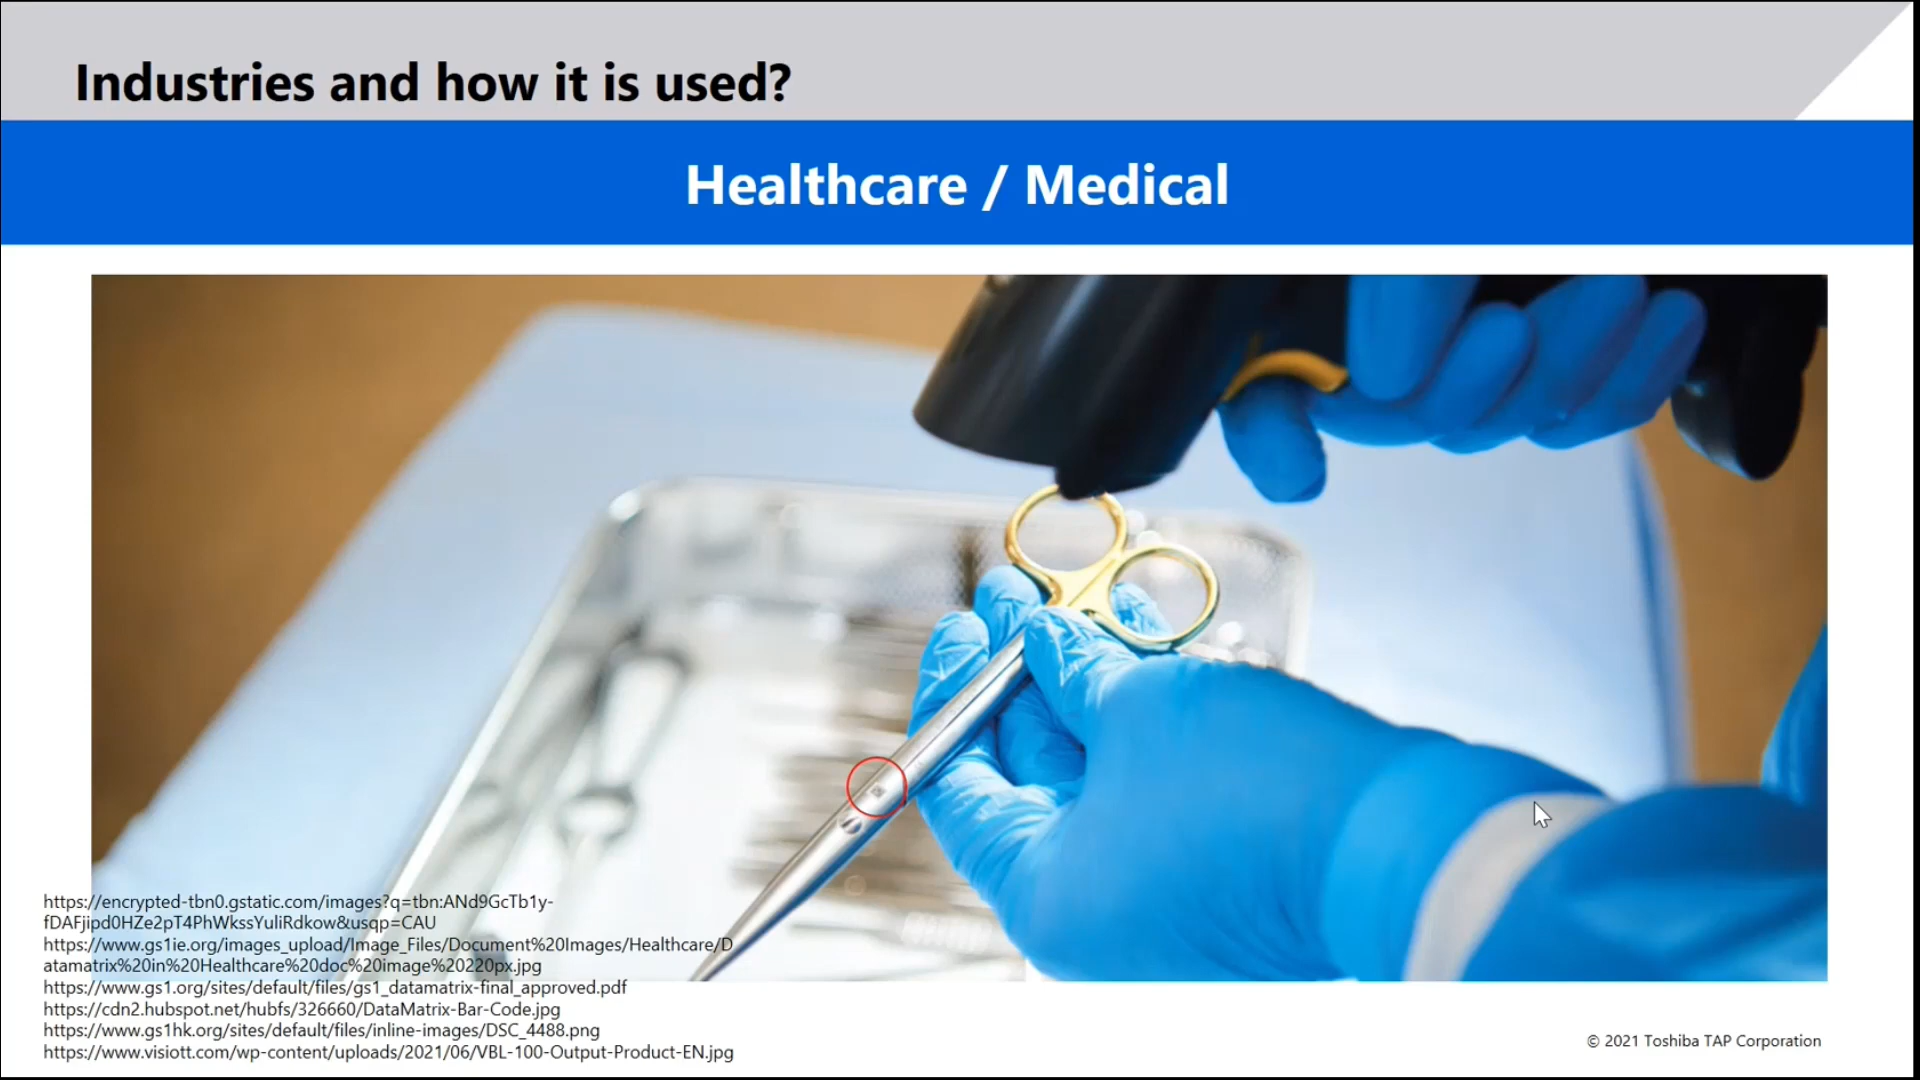 Industries and how it is used?
Healthcare / Medical
https://encrypted-tbn0.gstatic.com/images?q=tbn:ANd9GcTb1y-
fDAFjipd0HZe2pT4PhWkssYuliRdkow&usqp=CAU
https://www.gs1ie.org/images_upload/Image_Files/Document%20Images/Healthcare/D
atamatrix%20in%20Healthcare%20doc%20image%20220px.jpg
https://www.gs1.org/sites/default/files/gs1_datamatrix-final_approved.pdf
https://cdn2.hubspot.net/hubfs/326660/DataMatrix-Bar-Code.jpg
https://www.gs1hk.org/sites/default/files/inline-images/DSC_4488.png
https://www.visiott.com/wp-content/uploads/2021/06/VBL-100-Output-Product-EN.jpg
© 2021 Toshiba TAP Corporation